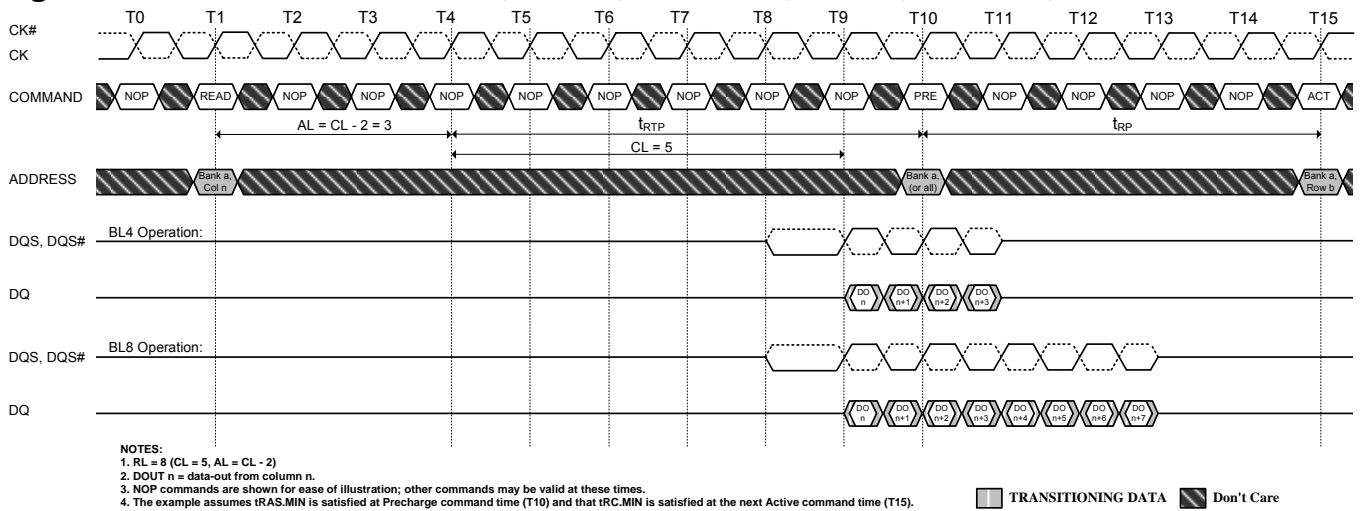 T0 T1 T2 T3 T4 T5 T6 T7 T8 T9 T10 T11 T12 T13 T14 T15
CK#
CK
COMMAND NOP READ NOP NOP NOP NOP NOP NOP NOP NOP PRE NOP NOP NOP NOP ACT
AL = CL - 2 = 3 tRTP tRP
CL = 5
ADDRESS Bank a, Col n Bank a, (or all) Bank a, Row b
DQS, DQS# BL4 Operation:
DQ DO n DO n+1 DO n+2 DO n+3
DQS, DQS# BL8 Operation:
DQ DO n DO n+1 DO n+2 DO n+3 DO n+4 DO n+5 DO n+6 DO n+7
NOTES:
1. RL = 8 (CL = 5, AL = CL - 2)
2. DOUT n = data-out from column n.
3. NOP commands are shown for ease of illustration; other commands may be valid at these times.
4. The example assumes tRAS.MIN is satisfied at Precharge command time (T10) and that tRC.MIN is satisfied at the next Active command time (T15).
TRANSITIONING DATA Don't Care